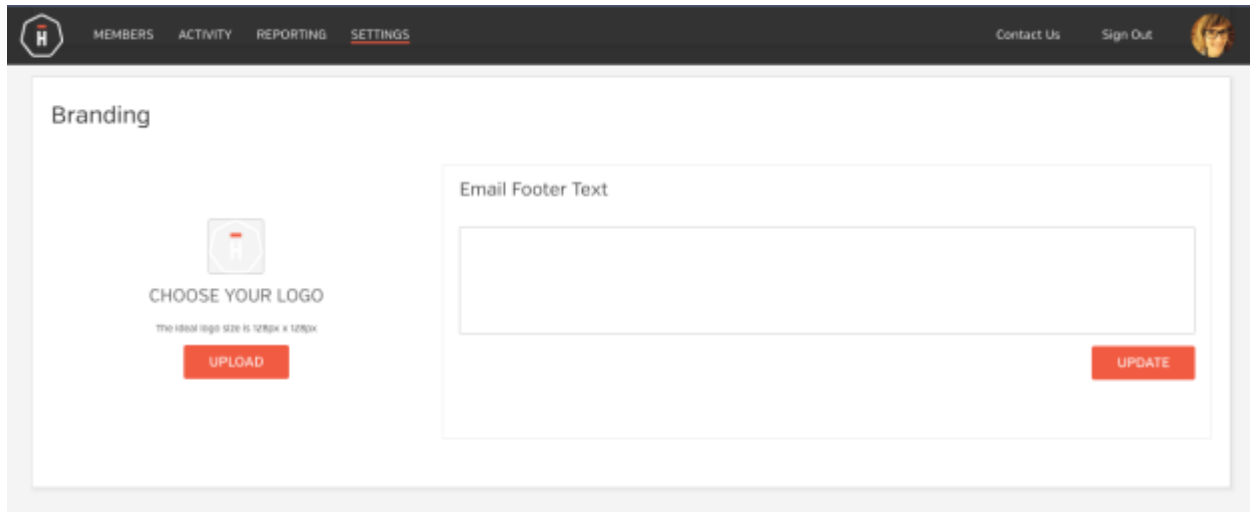 H
MEMBERS ACTIVITY REPORTING SETTINGS Contact Us Sign Out
Branding
Email Footer Text
H
CHOOSE YOUR LOGO
The ideal logo size is 128px x 128px
UPLOAD
UPDATE